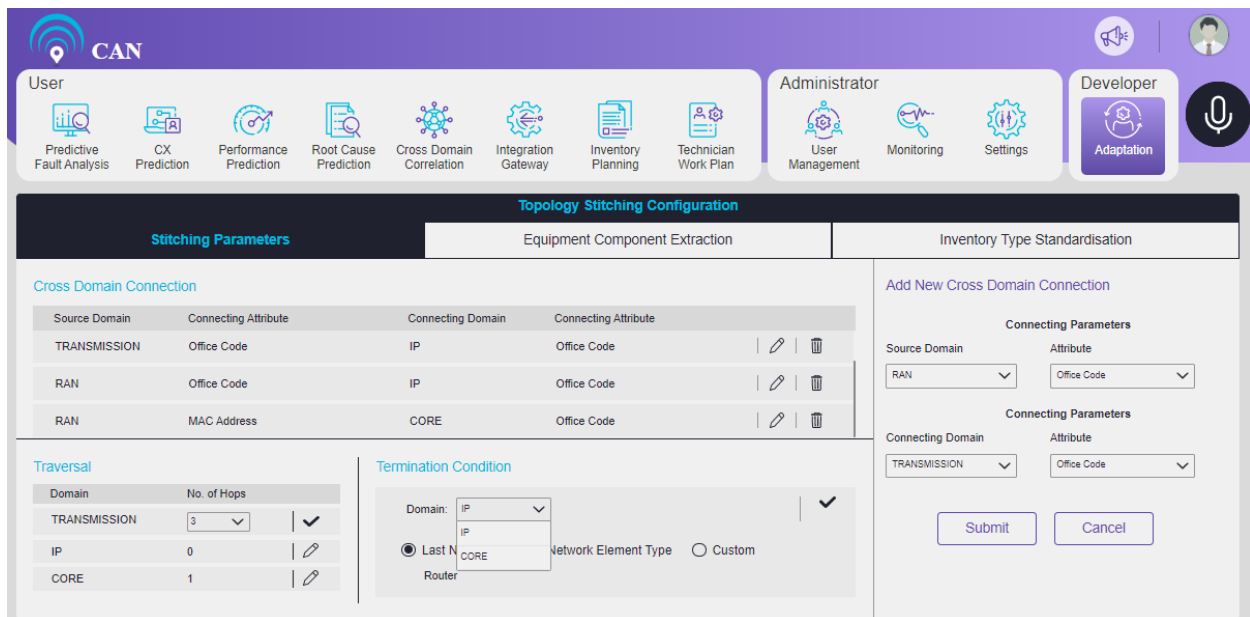 CAN
User
Administrator
Developer
Predictive Fault Analysis
CX Prediction
Performance Prediction
Root Cause Prediction
Cross Domain Correlation
Integration Gateway
Inventory Planning
Technician Work Plan
User Management
Monitoring
Settings
Adaptation
Topology Stitching Configuration
Stitching Parameters
Equipment Component Extraction
Inventory Type Standardisation
Cross Domain Connection
Source Domain Connecting Attribute Connecting Domain Connecting Attribute
TRANSMISSION Office Code IP Office Code
RAN Office Code IP Office Code
RAN MAC Address CORE Office Code
Traversal
Domain No. of Hops
TRANSMISSION 3
IP 0
CORE 1
Termination Condition
Domain: IP
IP
CORE
Last N Network Element Type Custom
Router
Add New Cross Domain Connection
Connecting Parameters
Source Domain Attribute
RAN Office Code
Connecting Parameters
Connecting Domain Attribute
TRANSMISSION Office Code
Submit Cancel